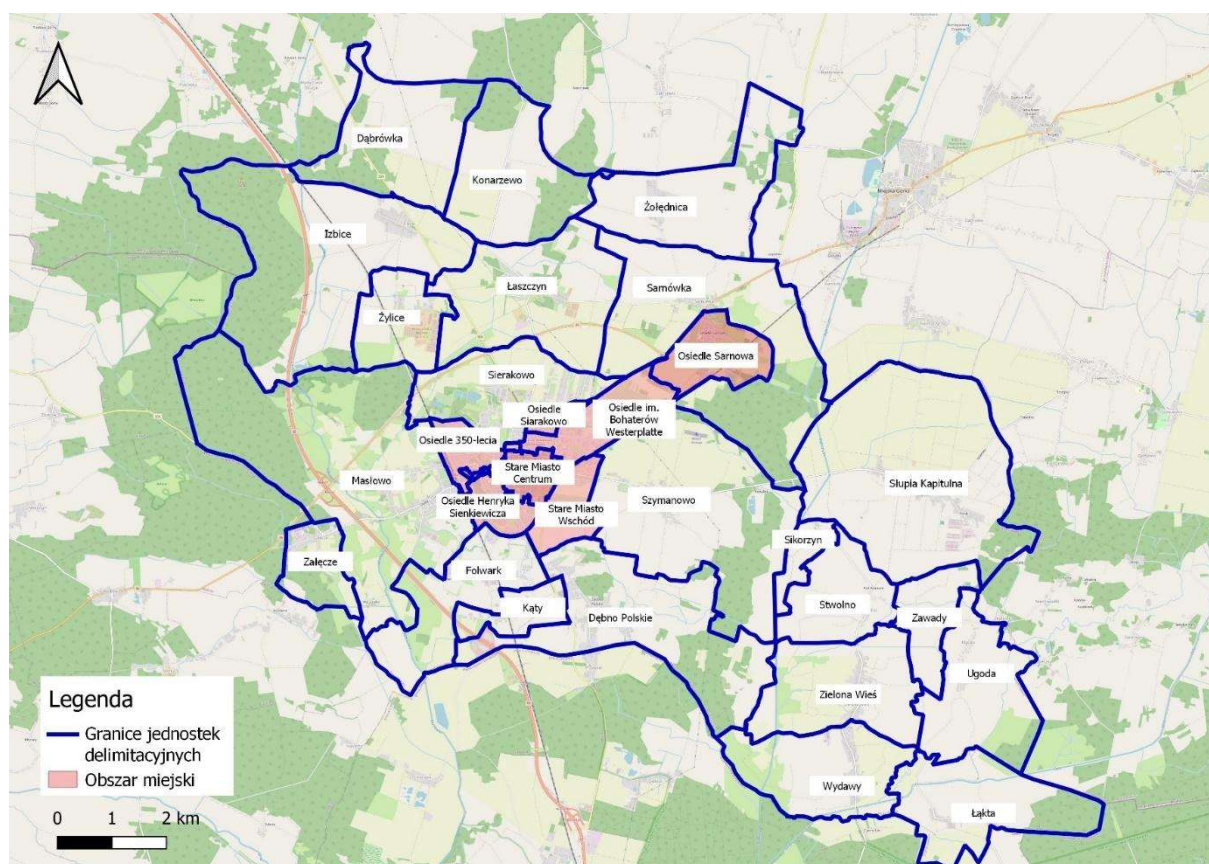 Dąbrówka
Konarzewo
Żołędnica
Izbice
Łaszczyn
Sarnówka
Żylice
Osiedle Sarnowa
Sierakowo
Osiedle
Siarakowo
Osiedle im.
Bohaterów
Westerplatte
Osiedle 350-lecia
Stare Miasto
Centrum
Masłowo
Osiedle Henryka
Sienkiewicza
Stare Miasto
Wschód
Szymanowo
Słupia Kapitulna
Sikorzyn
Załęcze
Folwark
Kąty
Dębno Polskie
Stwolno
Zawady
Ugoda
Zielona Wieś
Wydawy
Łąkta
Legenda
Granice jednostek
delimitacyjnych
Obszar miejski
0 1 2 km